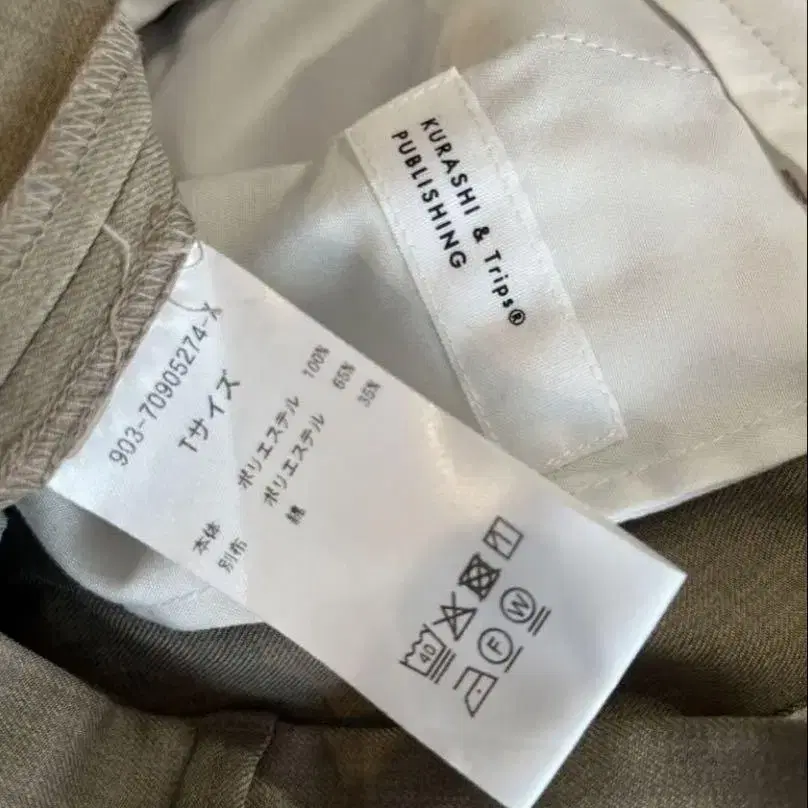 KURASHI & Trips®
PUBLISHING
903-70905274-X
Tサイズ
本体 ポリエステル 100%
別布 ポリエステル 65%
綿 35%
40
F W